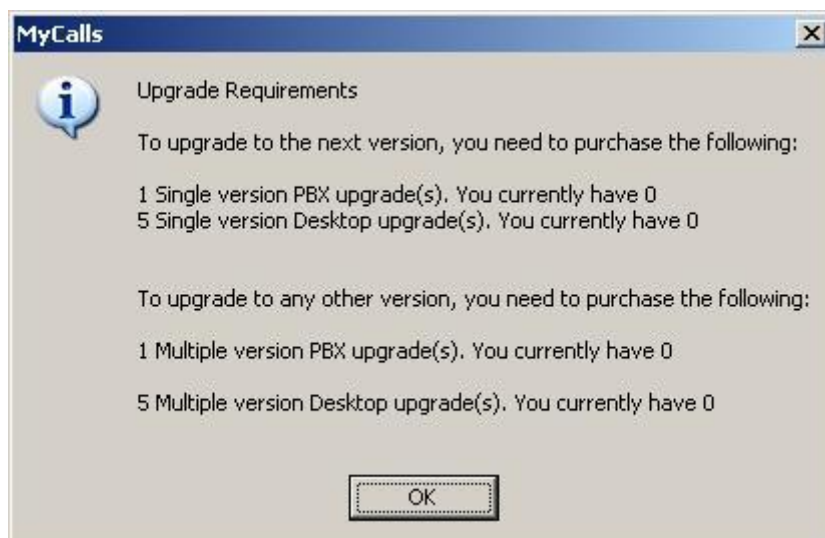 MyCalls
Upgrade Requirements
To upgrade to the next version, you need to purchase the following:
1 Single version PBX upgrade(s). You currently have 0
5 Single version Desktop upgrade(s). You currently have 0
To upgrade to any other version, you need to purchase the following:
1 Multiple version PBX upgrade(s). You currently have 0
5 Multiple version Desktop upgrade(s). You currently have 0
OK